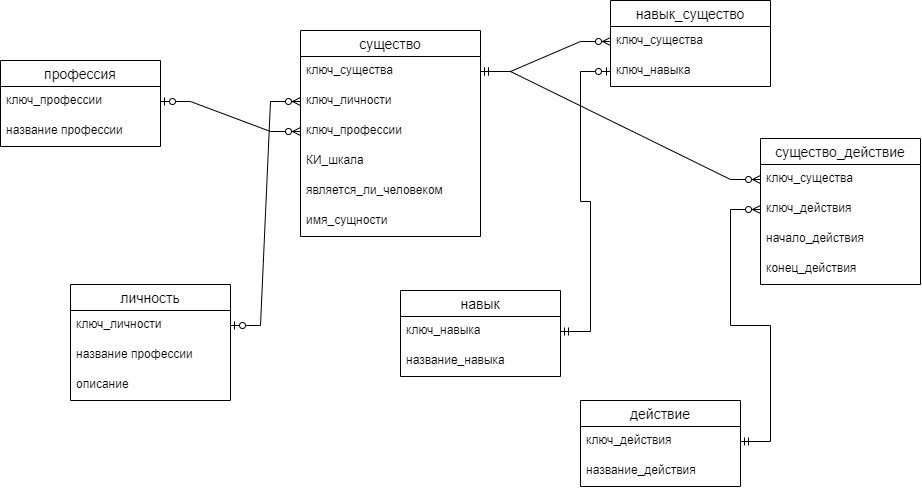 профессия
ключ_профессии
название профессии
существо
ключ_существа
ключ_личности
ключ_профессии
КИ_шкала
является_ли_человеком
имя_сущности
навык_существо
ключ_существа
ключ_навыка
существо_действие
ключ_существа
ключ_действия
начало_действия
конец_действия
личность
ключ_личности
название профессии
описание
навык
ключ_навыка
название_навыка
действие
ключ_действия
название_действия